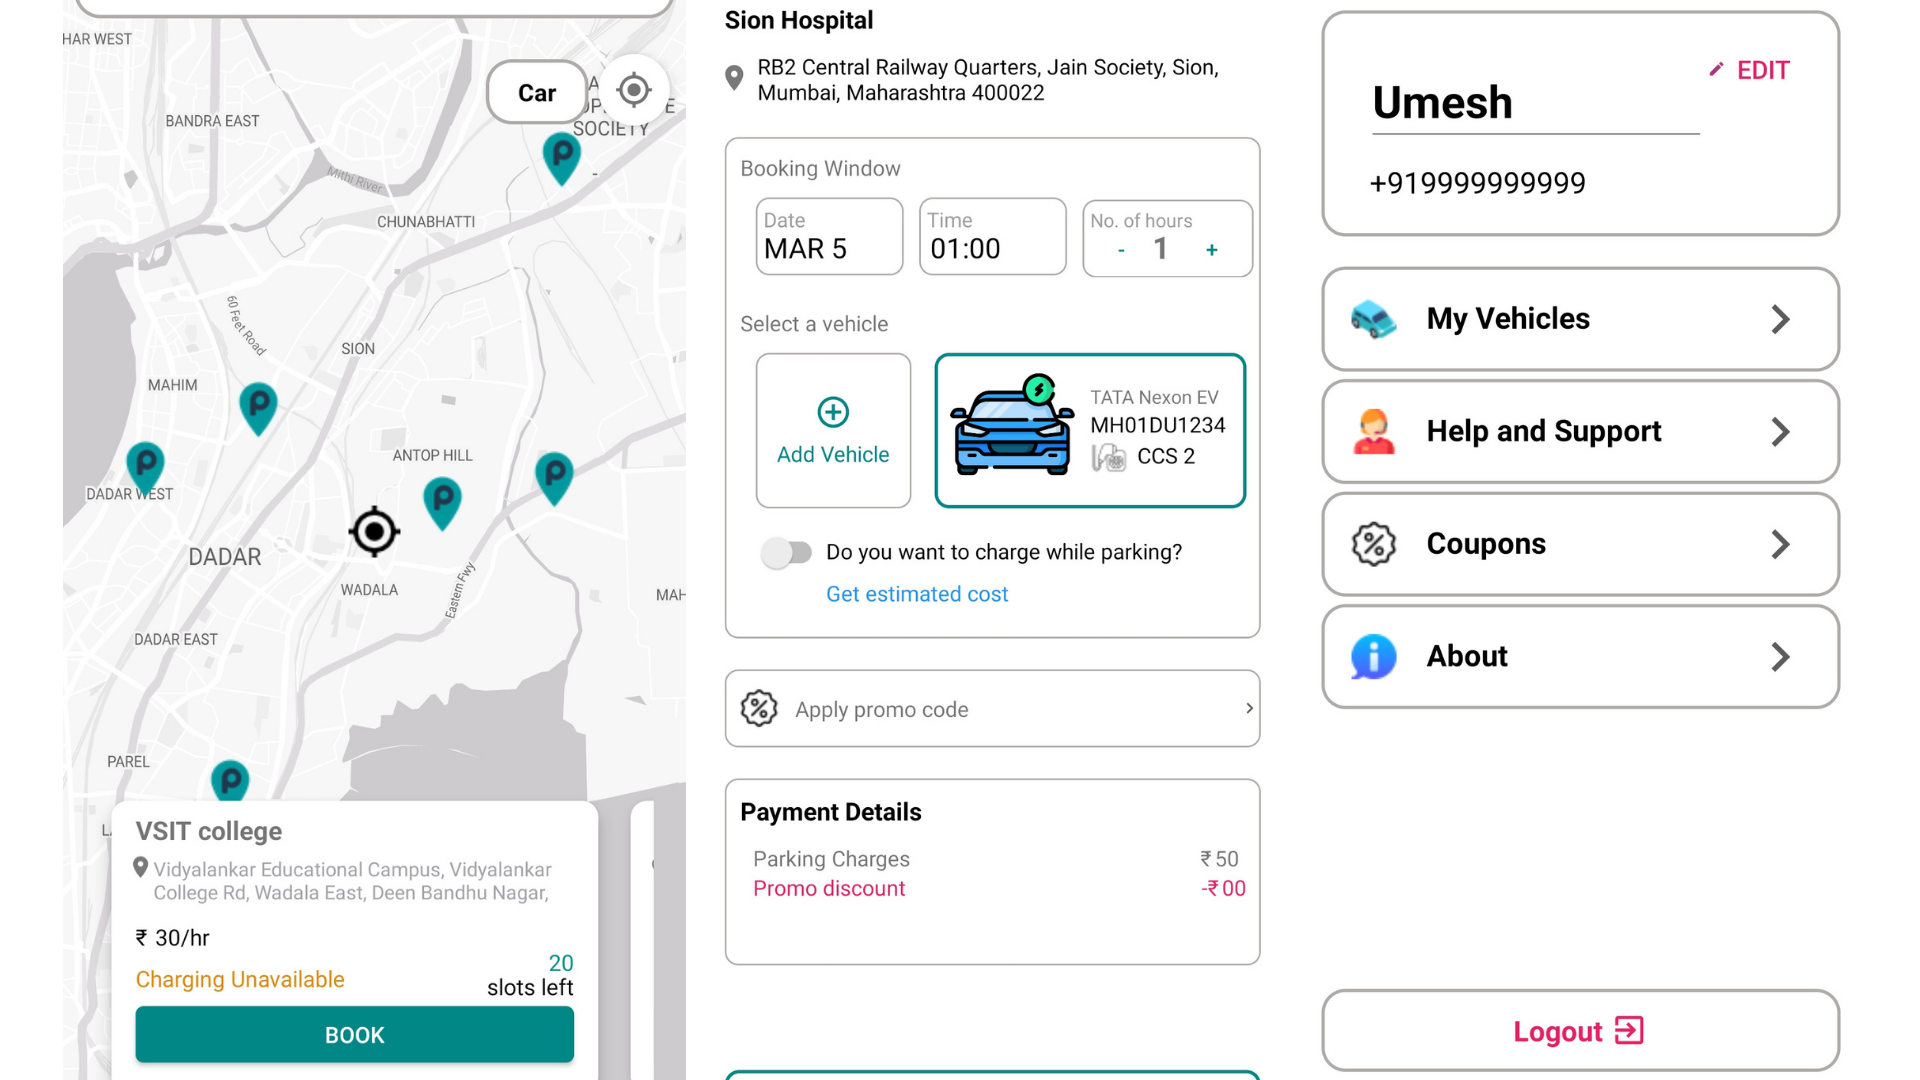 HAR WEST
Car
SOCIETY
BANDRA EAST
Mithi River
CHUNABHATTI
60 Feet Road
SION
MAHIM
ANTOP HILL
DADAR WEST
DADAR
WADALA
Eastern Fwy
MAH
DADAR EAST
PAREL
VSIT college
Vidyalankar Educational Campus, Vidyalankar
College Rd, Wadala East, Deen Bandhu Nagar,
₹ 30/hr
Charging Unavailable
20
slots left
BOOK
Sion Hospital
RB2 Central Railway Quarters, Jain Society, Sion,
Mumbai, Maharashtra 400022
Booking Window
Date
MAR 5
Time
01:00
No. of hours
- 1 +
Select a vehicle
Add Vehicle
TATA Nexon EV
MH01DU1234
CCS 2
Do you want to charge while parking?
Get estimated cost
Apply promo code
Payment Details
Parking Charges ₹ 50
Promo discount -₹ 00
EDIT
Umesh
+919999999999
My Vehicles
Help and Support
Coupons
About
Logout